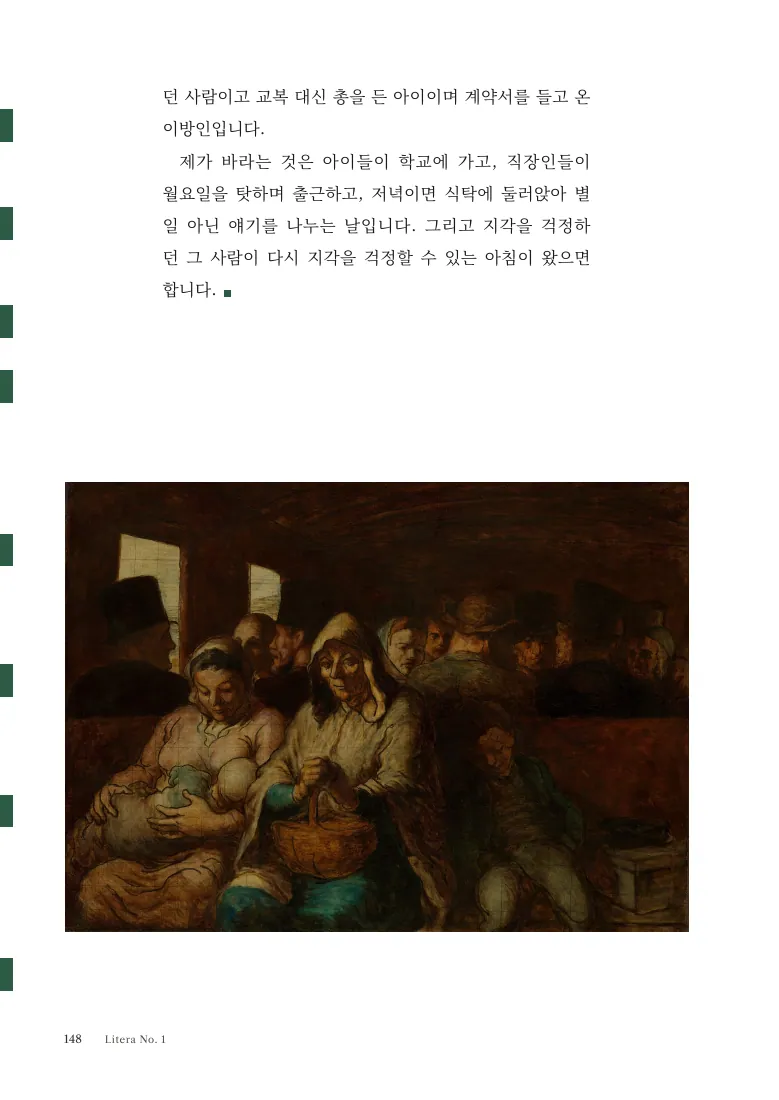 던 사람이고 교복 대신 총을 든 아이이며 계약서를 들고 온
이방인입니다.
제가 바라는 것은 아이들이 학교에 가고, 직장인들이
월요일을 탓하며 출근하고, 저녁이면 식탁에 둘러앉아 별
일 아닌 얘기를 나누는 날입니다. 그리고 지각을 걱정하
던 그 사람이 다시 지각을 걱정할 수 있는 아침이 왔으면
합니다.
148 Litera No. 1